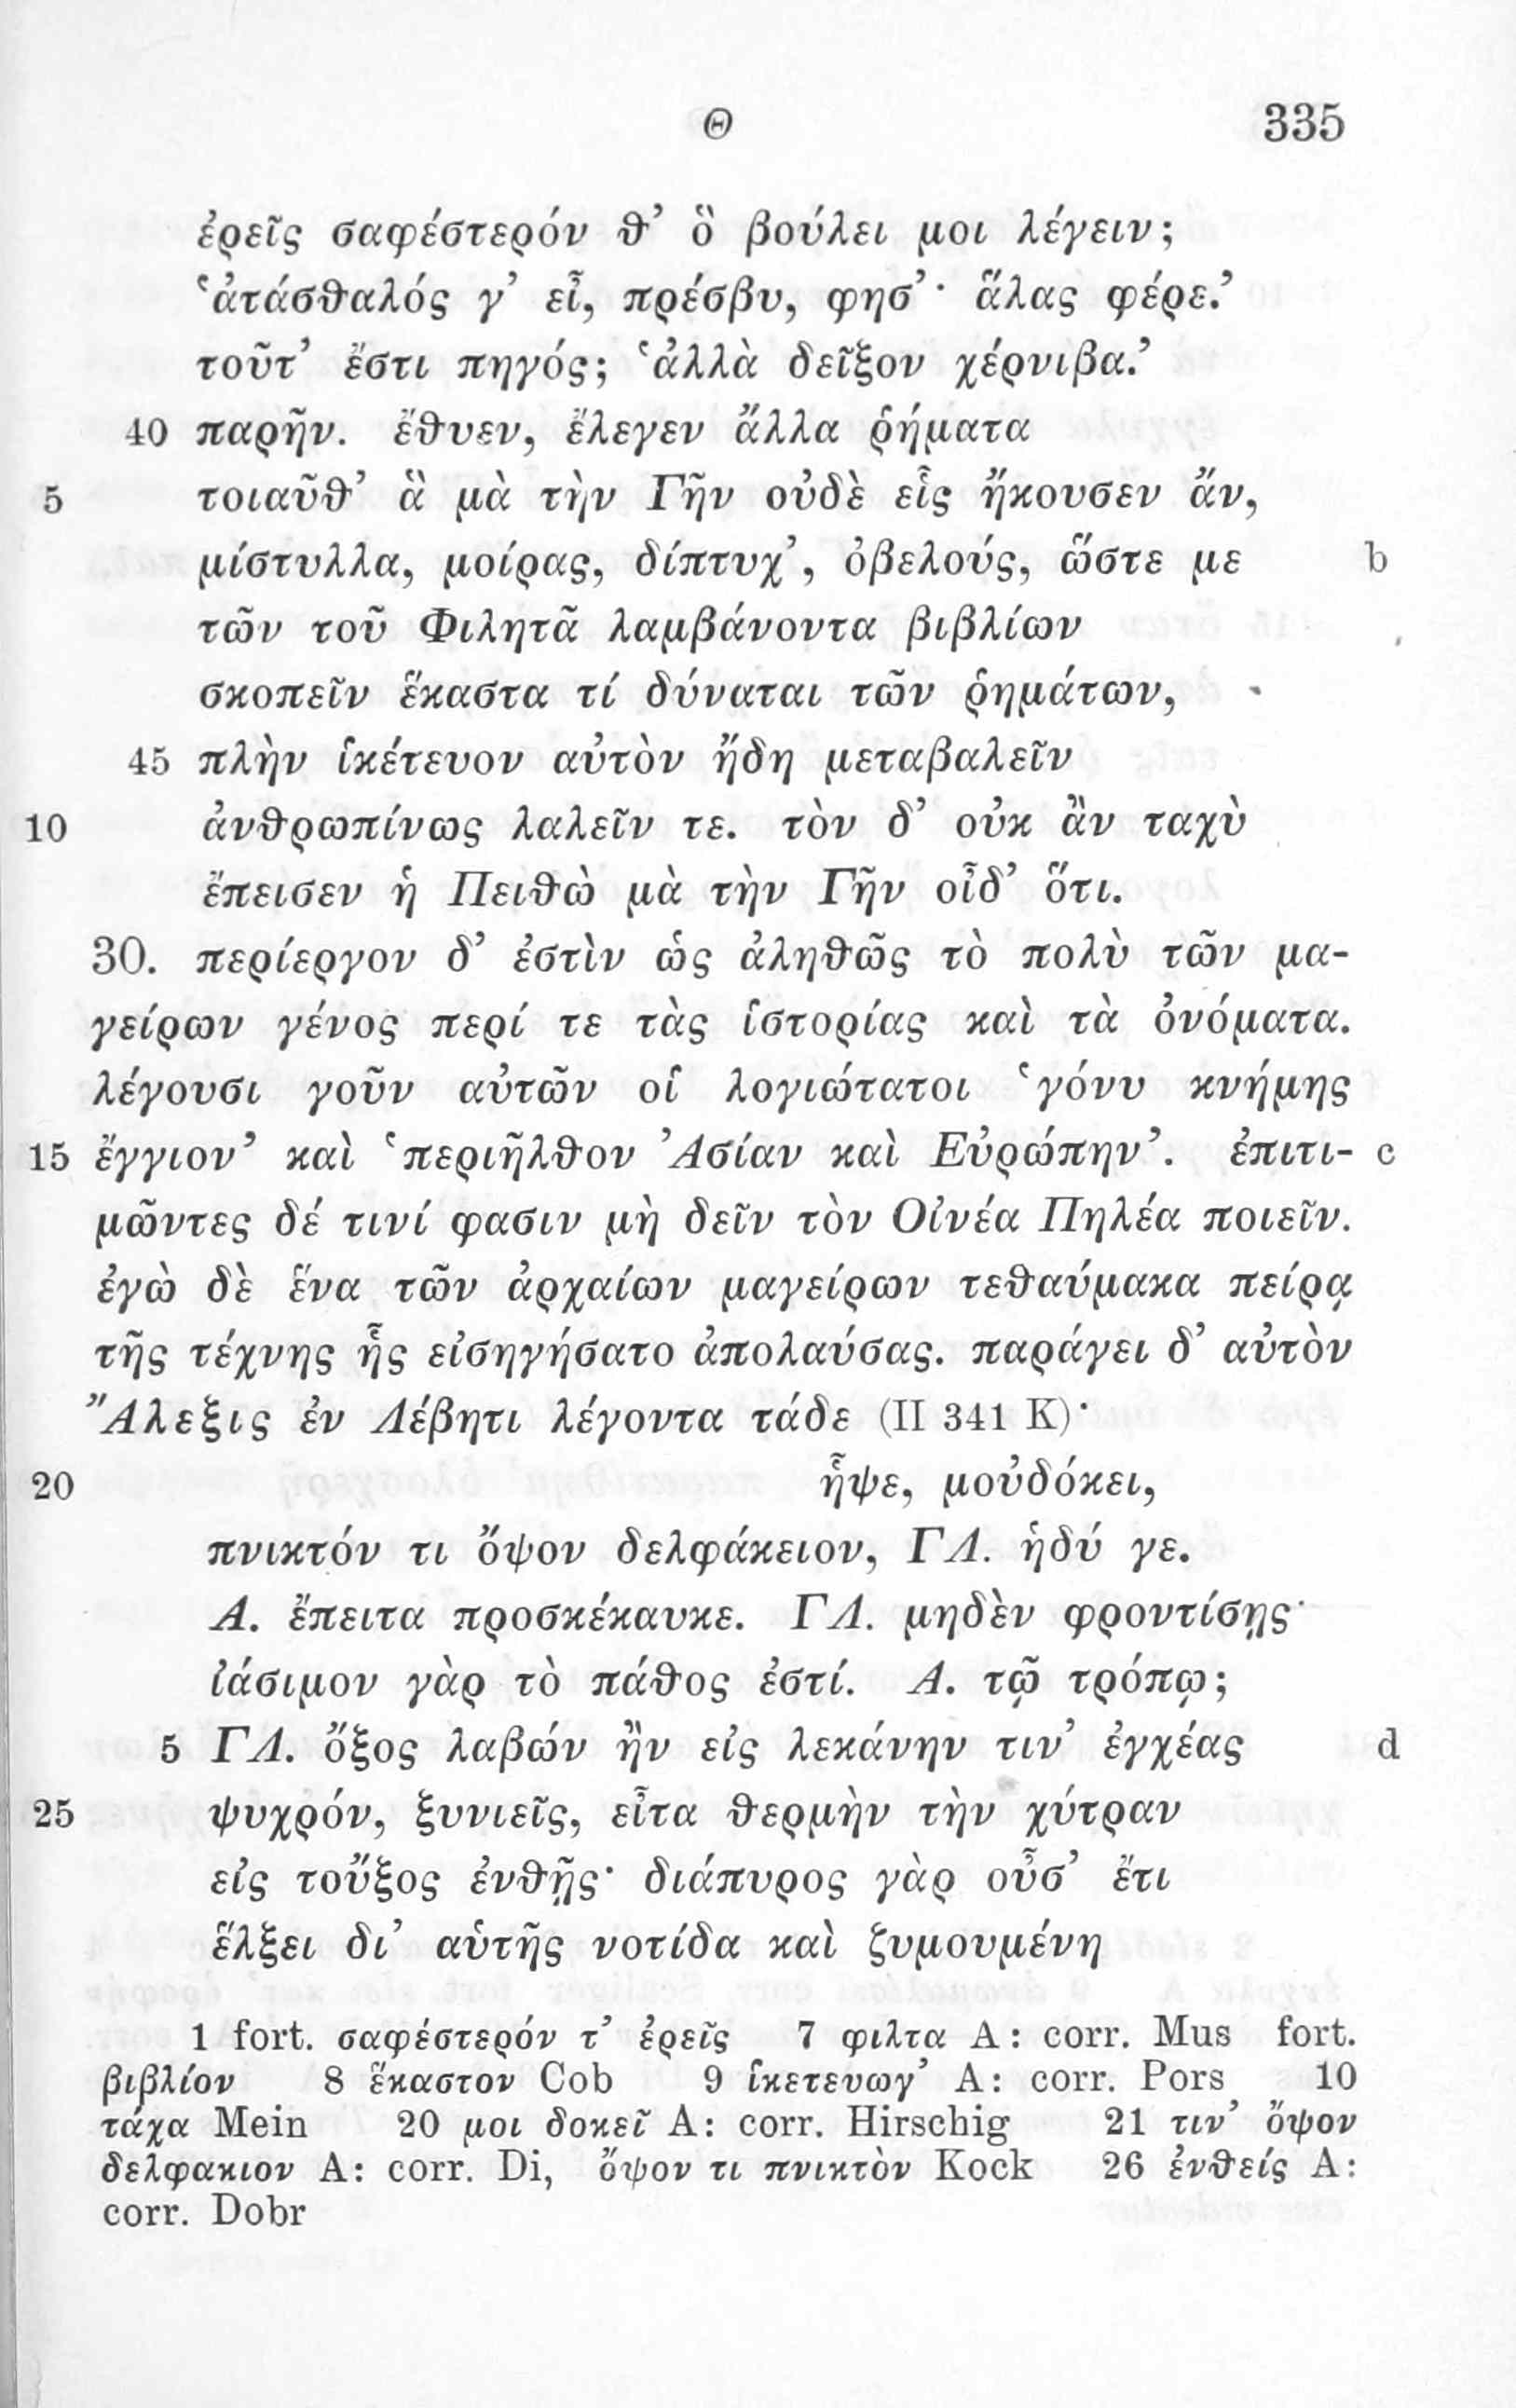 Θ 335
ἐρεῖς σαφέστερόν θ’ ὃ βούλει μοι λέγειν;
‘ἀτάσθαλός γ’ εἶ, πρέσβυ, φησ’· ἅλας φέρε.’
τοῦτ’ ἔστι πηγός; ‘ἀλλὰ δεῖξον χέρνιβα.’
40 παρῆν. ἔθυεν, ἔλεγεν ἄλλα ῥήματα
5 τοιαῦθ’ ἃ μὰ τὴν Γῆν οὐδὲ εἷς ἤκουσεν ἄν,
μίστυλλα, μοίρας, δίπτυχ’, ὀβελούς, ὥστε με b
τῶν τοῦ Φιλητᾶ λαμβάνοντα βιβλίων
σκοπεῖν ἕκαστα τί δύναται τῶν ῥημάτων,
45 πλὴν ἱκέτευον αὐτὸν ἤδη μεταβαλεῖν
10 ἀνθρωπίνως λαλεῖν τε. τὸν δ’ οὐκ ἂν ταχὺ
ἔπεισεν ἡ Πειθὼ μὰ τὴν Γῆν οἶδ’ ὅτι.
30. περίεργον δ’ ἐστὶν ὡς ἀληθῶς τὸ πολὺ τῶν μα-
γείρων γένος περί τε τὰς ἱστορίας καὶ τὰ ὀνόματα.
λέγουσι γοῦν αὐτῶν οἱ λογιώτατοι ‘γόνυ κνήμης
15 ἔγγιον’ καὶ ‘περιῆλθον Ἀσίαν καὶ Εὐρώπην’. ἐπιτι- c
μῶντες δέ τινί φασιν μὴ δεῖν τὸν Οἰνέα Πηλέα ποιεῖν.
ἐγὼ δὲ ἕνα τῶν ἀρχαίων μαγείρων τεθαύμακα πείρᾳ
τῆς τέχνης ἧς εἰσηγήσατο ἀπολαύσας. παράγει δ’ αὐτὸν
Ἄλεξις ἐν Λέβητι λέγοντα τάδε (II 341 K)·
20 ἧψε, μοὐδόκει,
πνικτόν τι ὄψον δελφάκειον, ΓΛ. ἡδύ γε.
Α. ἔπειτα προσκέκαυκε. ΓΛ. μηδὲν φροντίσῃς·
ἰάσιμον γὰρ τὸ πάθος ἐστί. Α. τῷ τρόπῳ;
5 ΓΛ. ὄξος λαβών ἢν εἰς λεκάνην τιν’ ἐγχέας d
25 ψυχρόν, ξυνιεῖς, εἶτα θερμὴν τὴν χύτραν
εἰς τοὔξος ἐνθῇς· διάπυρος γὰρ οὖσ’ ἔτι
ἕλξει δι’ αὑτῆς νοτίδα καὶ ζυμουμένη
1 fort. σαφέστερόν τ’ ἐρεῖς 7 φιλτα A: corr. Mus fort.
βιβλίον 8 ἕκαστον Cob 9 ἱκετευωγ’ A: corr. Pors 10
τάχα Mein 20 μοι δοκεῖ A: corr. Hirschig 21 τιν’ ὄψον
δελφακιον A: corr. Di, ὄψον τι πνικτὸν Kock 26 ἐνθείς A:
corr. Dobr